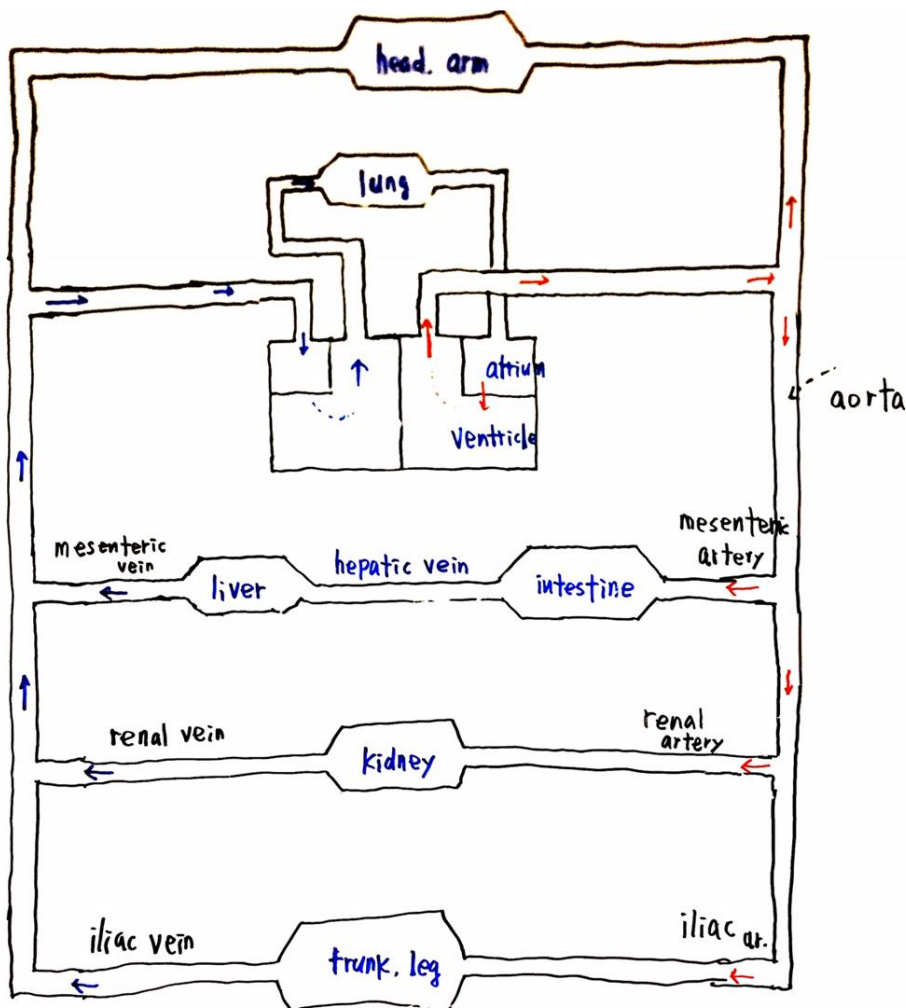 head. arm
lung
atrium
ventricle
aorta
mesenteric
vein
liver
hepatic vein
intestine
mesenteric
artery
renal vein
kidney
renal
artery
iliac vein
trunk. leg
iliac ar.